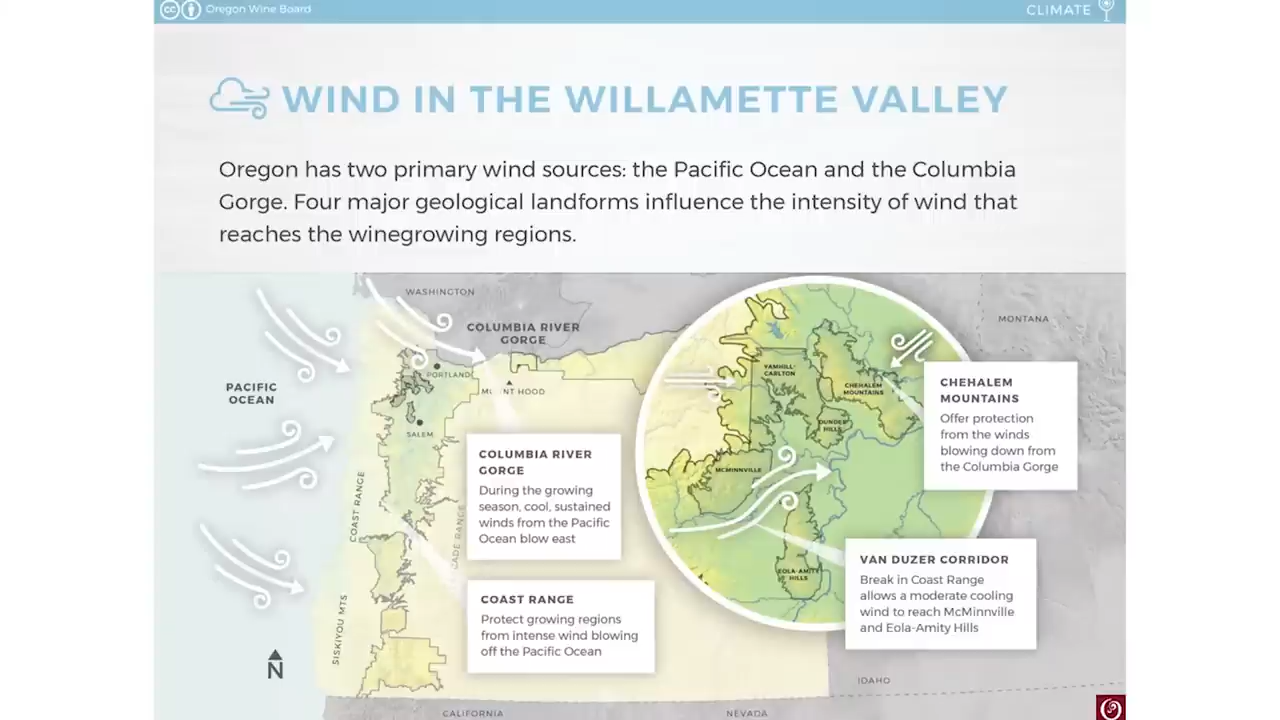 Oregon Wine Board
CLIMATE
WIND IN THE WILLAMETTE VALLEY
Oregon has two primary wind sources: the Pacific Ocean and the Columbia
Gorge. Four major geological landforms influence the intensity of wind that
reaches the winegrowing regions.
WASHINGTON
COLUMBIA RIVER
GORGE
MONTANA
PACIFIC
OCEAN
PORTLAND
MOUNT HOOD
SALEM
COAST RANGE
SISKIYOU MTS
COLUMBIA RIVER
GORGE
During the growing
season, cool, sustained
winds from the Pacific
Ocean blow east
COAST RANGE
Protect growing regions
from intense wind blowing
off the Pacific Ocean
YAMHILL-
CARLTON
CHEHALEM
MOUNTAINS
DUNDEE
HILLS
MCMINNVILLE
EOLA-AMITY
HILLS
CHEHALEM
MOUNTAINS
Offer protection
from the winds
blowing down from
the Columbia Gorge
VAN DUZER CORRIDOR
Break in Coast Range
allows a moderate cooling
wind to reach McMinnville
and Eola-Amity Hills
N
IDAHO
CALIFORNIA
NEVADA